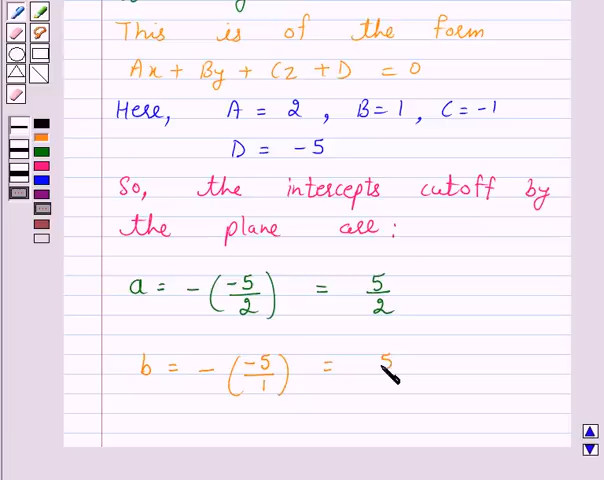 This is of the form
Ax + By + Cz + D = 0
Here, A = 2 , B = 1 , C = -1
D = -5
So, the intercepts cutoff by
the plane are :
a = - (-5/2) = 5/2
b = - (-5/1) = 5